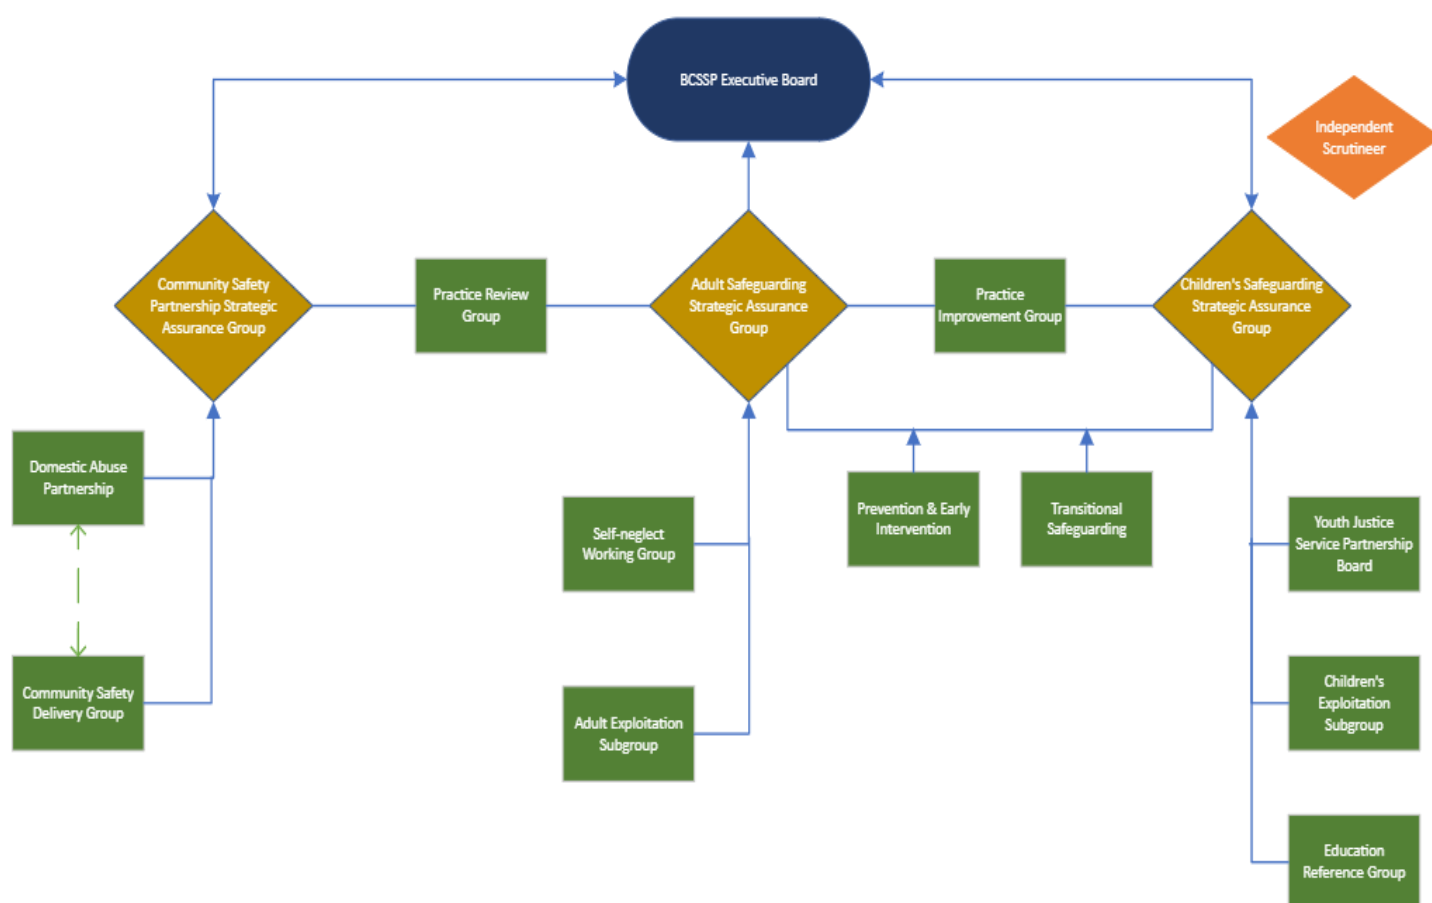 BCSSP Executive Board
Independent
Scrutineer
Community Safety
Partnership Strategic
Assurance Group
Practice Review
Group
Adult Safeguarding
Strategic Assurance
Group
Practice
Improvement Group
Children's Safeguarding
Strategic Assurance
Group
Domestic Abuse
Partnership
Self-neglect
Working Group
Prevention & Early
Intervention
Transitional
Safeguarding
Youth Justice
Service Partnership
Board
Community Safety
Delivery Group
Adult Exploitation
Subgroup
Children's
Exploitation
Subgroup
Education
Reference Group